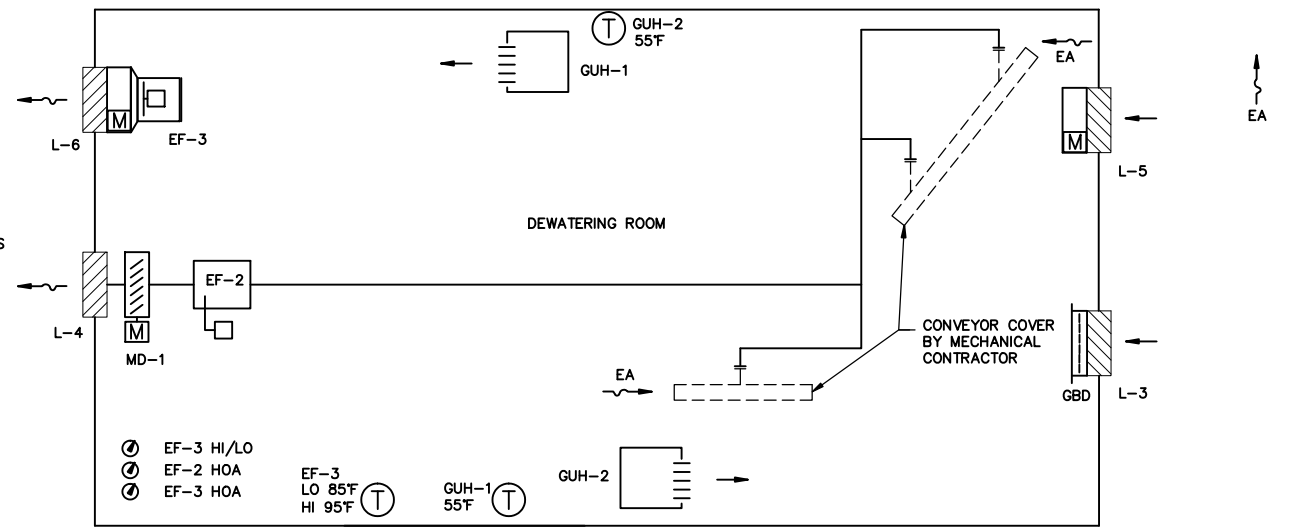 GUH-2
55°F
GUH-1
EA
EA
M
L-6
EF-3
M
L-5
DEWATERING ROOM
S
EF-2
L-4
M
MD-1
CONVEYOR COVER
BY MECHANICAL
CONTRACTOR
EA
GBD
L-3
EF-3 HI/LO
EF-2 HOA
EF-3 HOA
EF-3
LO 85°F
HI 95°F
T
GUH-1
55°F
T
GUH-2
T